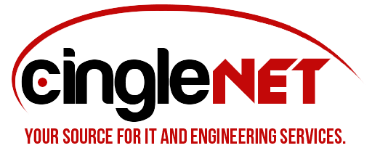 cingleNET
YOUR SOURCE FOR IT AND ENGINEERING SERVICES.